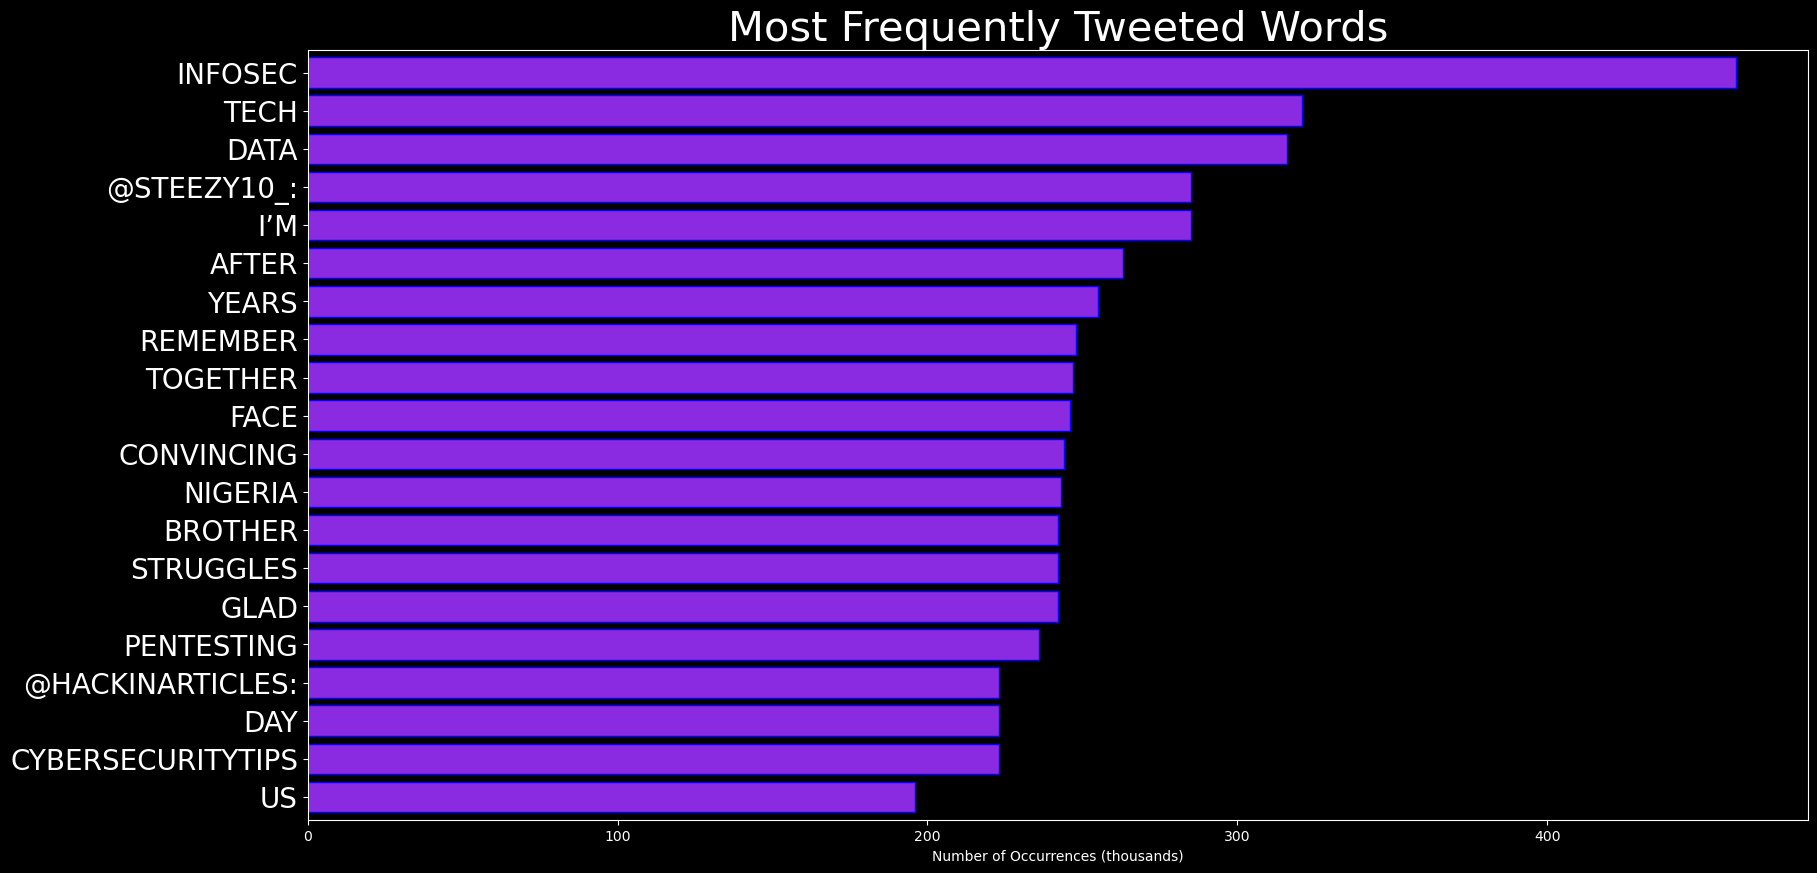 Most Frequently Tweeted Words
INFOSEC
TECH
DATA
@STEEZY10_:
I’M
AFTER
YEARS
REMEMBER
TOGETHER
FACE
CONVINCING
NIGERIA
BROTHER
STRUGGLES
GLAD
PENTESTING
@HACKINARTICLES:
DAY
CYBERSECURITYTIPS
US
0 100 200 300 400
Number of Occurrences (thousands)